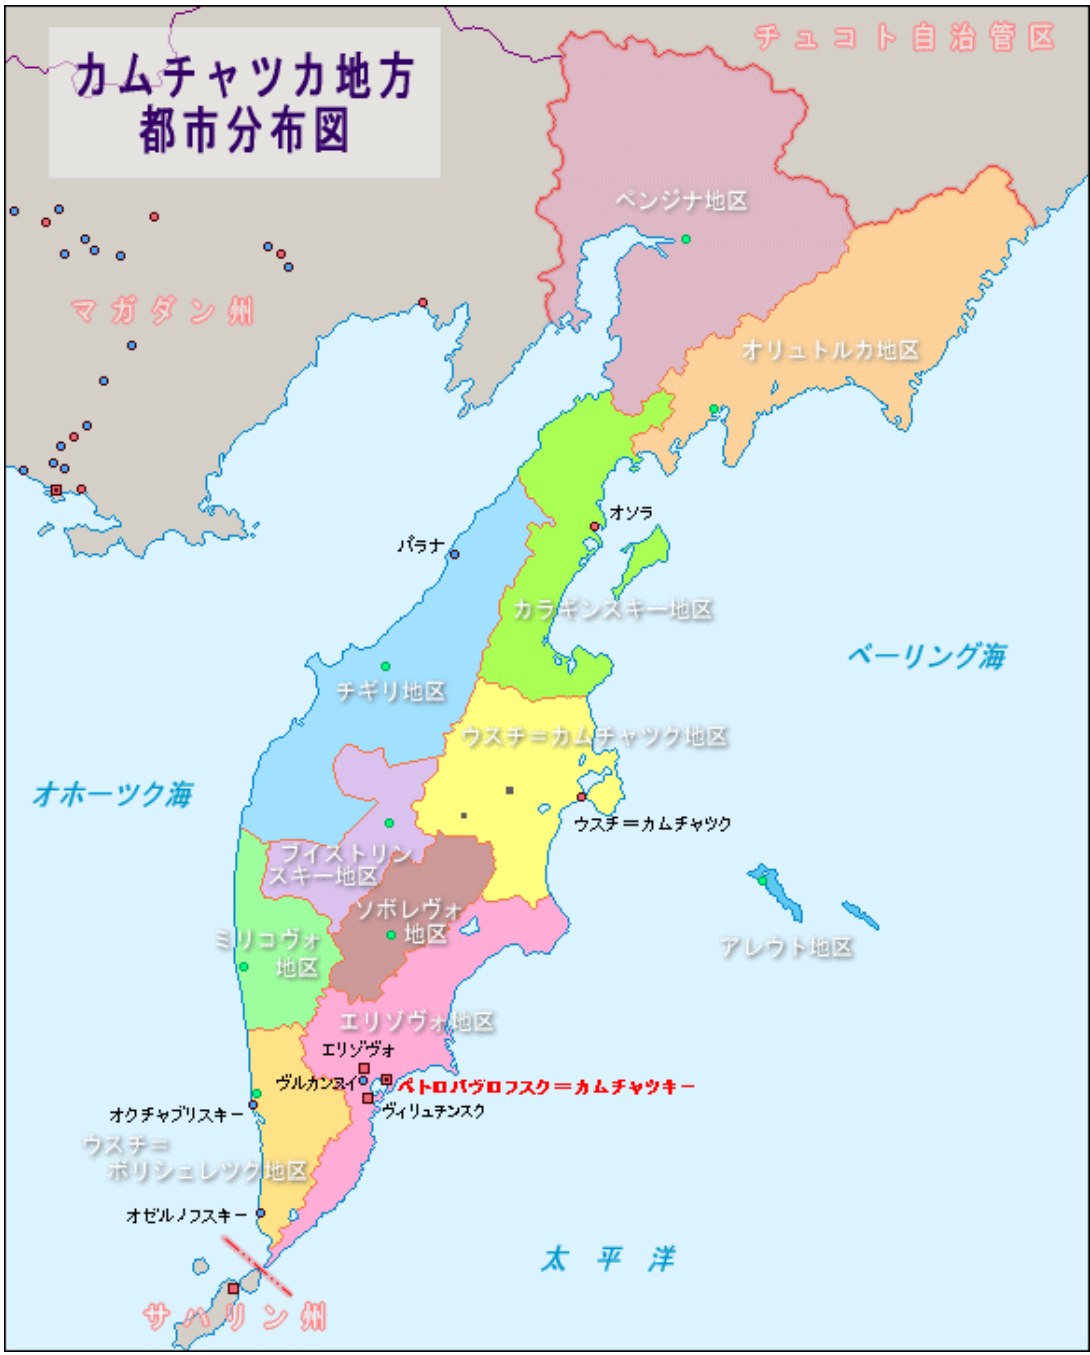 カムチャツカ地方
都市分布図
チュコト自治管区
ペンジナ地区
マガダン州
オリュトルカ地区
オソラ
パラナ
カラギンスキー地区
ベーリング海
チギリ地区
ウスチ＝カムチャツク地区
オホーツク海
ウスチ＝カムチャツク
ブイストリン
スキー地区
ソボレヴォ
地区
ミリコヴォ
地区
アレウト地区
エリゾヴォ地区
エリゾヴォ
ヴルカンヌイ
ペトロパヴロフスク＝カムチャツキー
オクチャブリスキー
ヴィリュチンスク
ウスチ＝
ボリシェレツク地区
オゼルノフスキー
太平洋
サハリン州